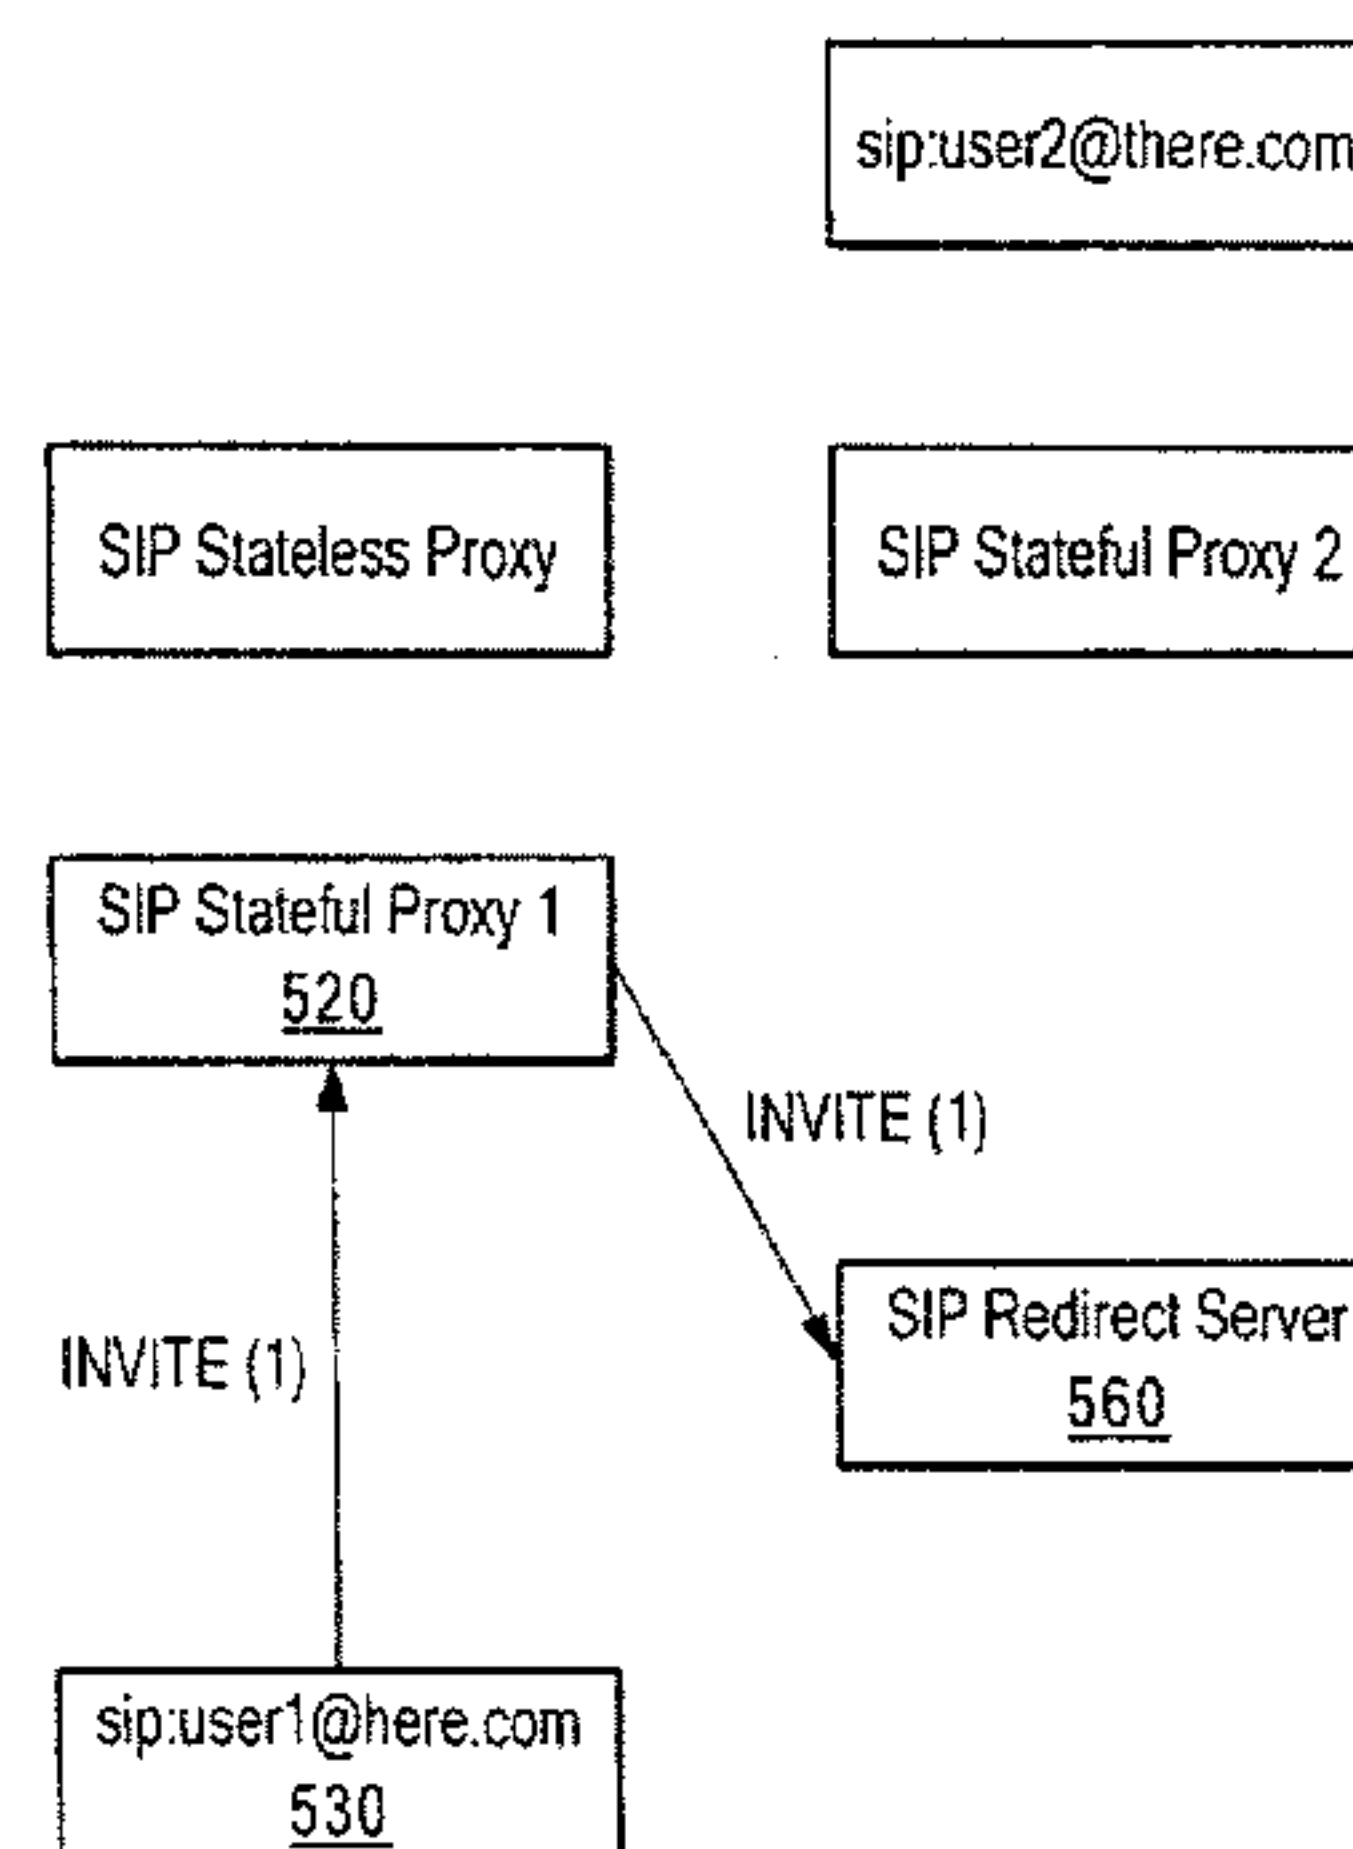 sip:user2@there.com
SIP Stateless Proxy
SIP Stateful Proxy 2
SIP Stateful Proxy 1
520
INVITE (1)
SIP Redirect Server
560
INVITE (1)
sip:user1@here.com
530